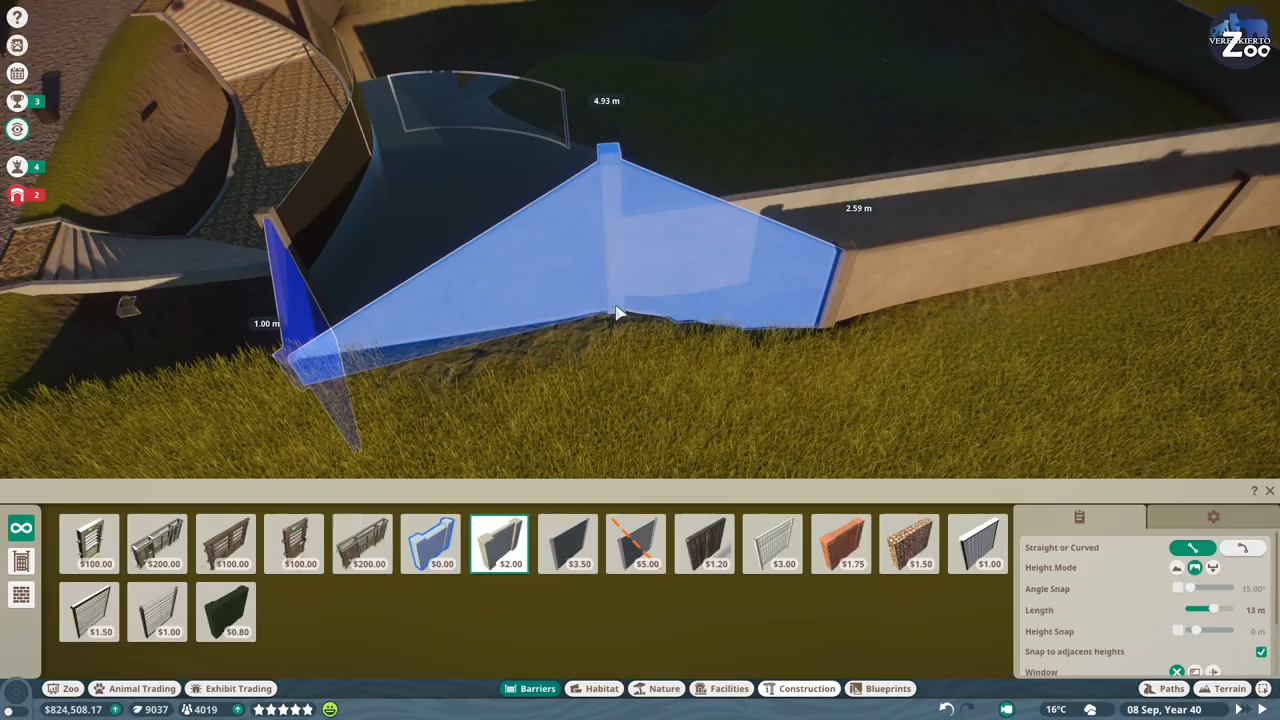 ?
3
4
2
VEREKKIERTO
Zoo
4.93 m
2.59 m
1.00 m
?
$100.00
$200.00
$100.00
$100.00
$200.00
$0.00
$2.00
$3.50
$5.00
$1.20
$3.00
$1.75
$1.50
$1.00
$1.50
$1.00
$0.80
Straight or Curved
Height Mode
Angle Snap
15.00°
Length
13 m
Height Snap
0 m
Snap to adjacent heights
Window
Zoo
Animal Trading
Exhibit Trading
Barriers
Habitat
Nature
Facilities
Construction
Blueprints
Paths
Terrain
$824,508.17
9037
4019
16°C
08 Sep, Year 40